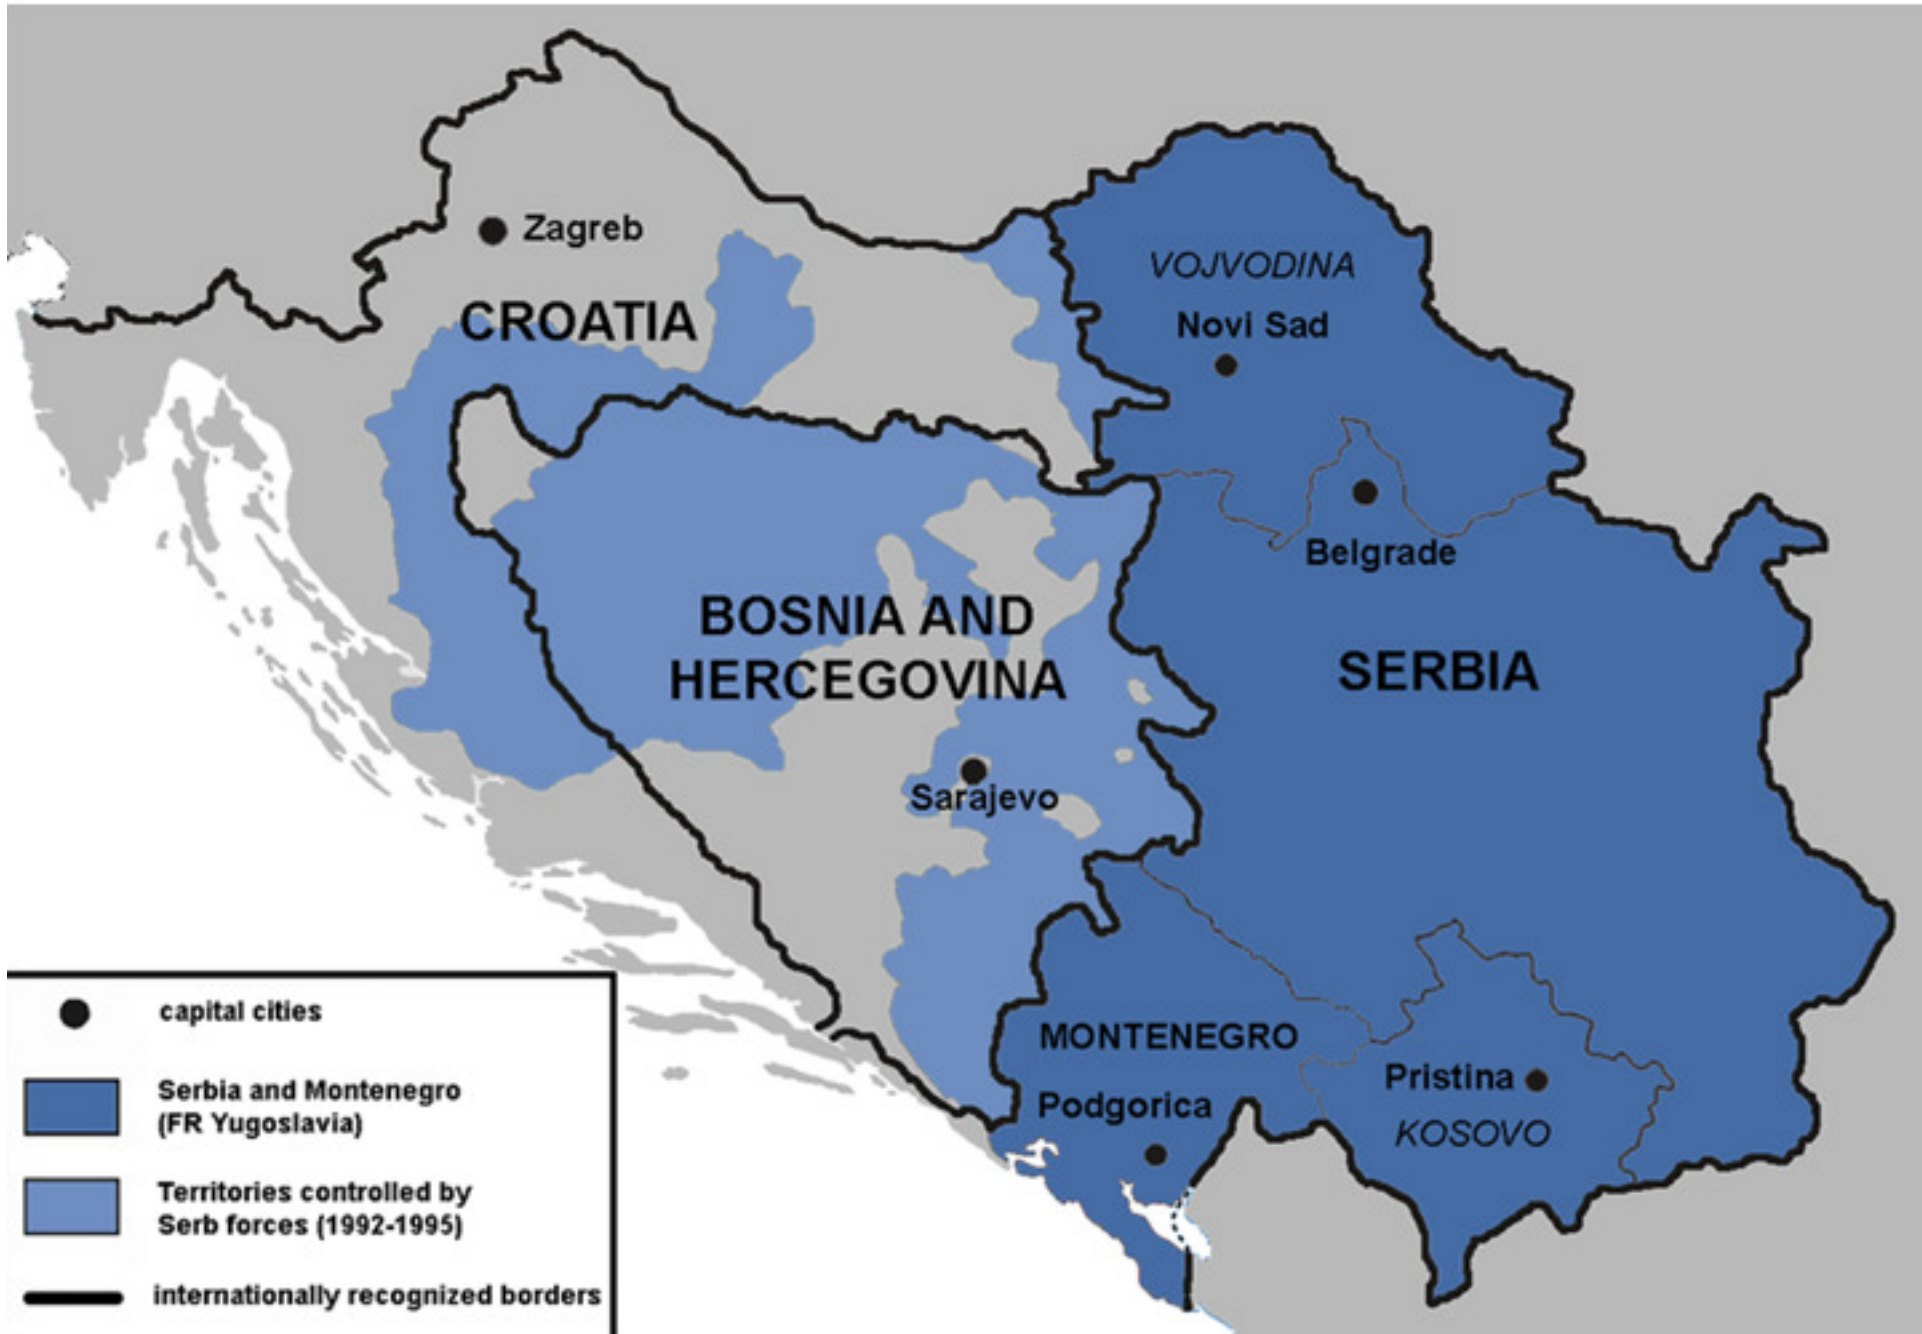 Zagreb
CROATIA
VOJVODINA
Novi Sad
Belgrade
BOSNIA AND
HERCEGOVINA
SERBIA
Sarajevo
MONTENEGRO
Podgorica
Pristina
KOSOVO
capital cities
Serbia and Montenegro
(FR Yugoslavia)
Territories controlled by
Serb forces (1992-1995)
internationally recognized borders